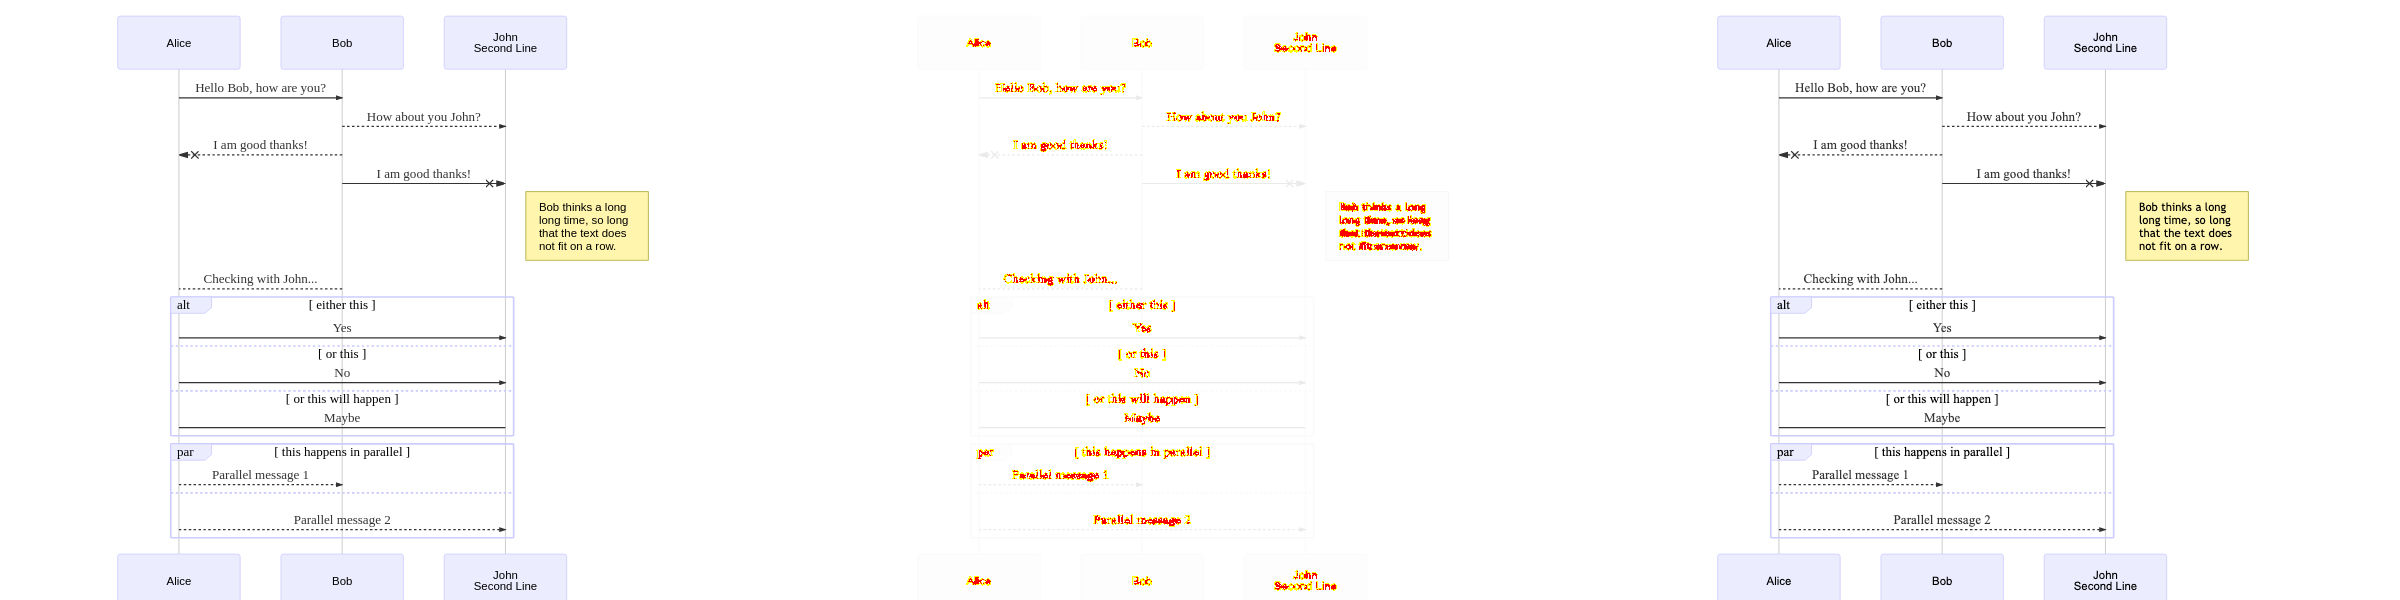 Alice
Bob
John
Second Line
Hello Bob, how are you?
How about you John?
I am good thanks!
I am good thanks!
Bob thinks a long
long time, so long
that the text does
not fit on a row.
Checking with John...
alt
[ either this ]
Yes
[ or this ]
No
[ or this will happen ]
Maybe
par
[ this happens in parallel ]
Parallel message 1
Parallel message 2
Alice
Bob
John
Second Line
Alice
Bob
John
Second Line
Hello Bob, how are you?
How about you John?
I am good thanks!
I am good thanks!
Bob thinks a long
long time, so long
that the text does
not fit on a row.
Checking with John...
alt
[ either this ]
Yes
[ or this ]
No
[ or this will happen ]
Maybe
par
[ this happens in parallel ]
Parallel message 1
Parallel message 2
Alice
Bob
John
Second Line
Alice
Bob
John
Second Line
Hello Bob, how are you?
How about you John?
I am good thanks!
I am good thanks!
Bob thinks a long
long time, so long
that the text does
not fit on a row.
Checking with John...
alt
[ either this ]
Yes
[ or this ]
No
[ or this will happen ]
Maybe
par
[ this happens in parallel ]
Parallel message 1
Parallel message 2
Alice
Bob
John
Second Line